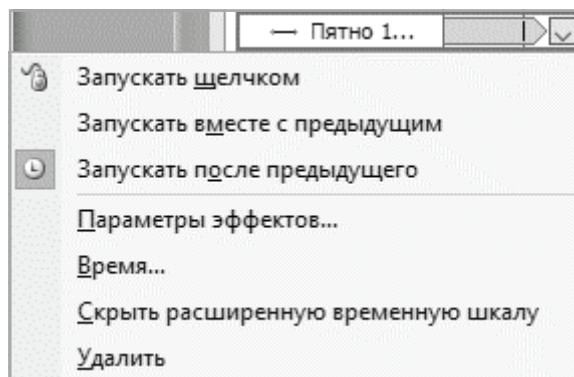 Пятно 1...
Запускать щелчком
Запускать вместе с предыдущим
Запускать после предыдущего
Параметры эффектов...
Время...
Скрыть расширенную временную шкалу
Удалить